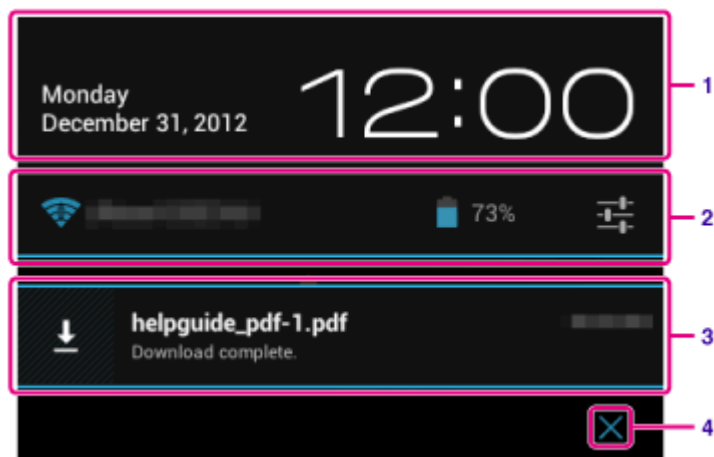 Monday
December 31, 2012
12:00
1
73%
2
helpguide_pdf-1.pdf
Download complete.
3
4